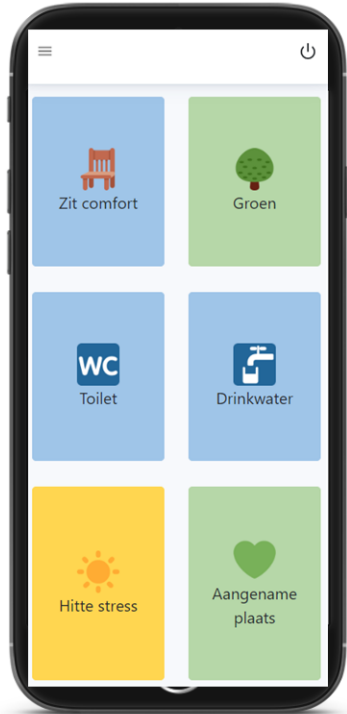 Zit comfort
Groen
WC
Toilet
Drinkwater
Hitte stress
Aangename
plaats